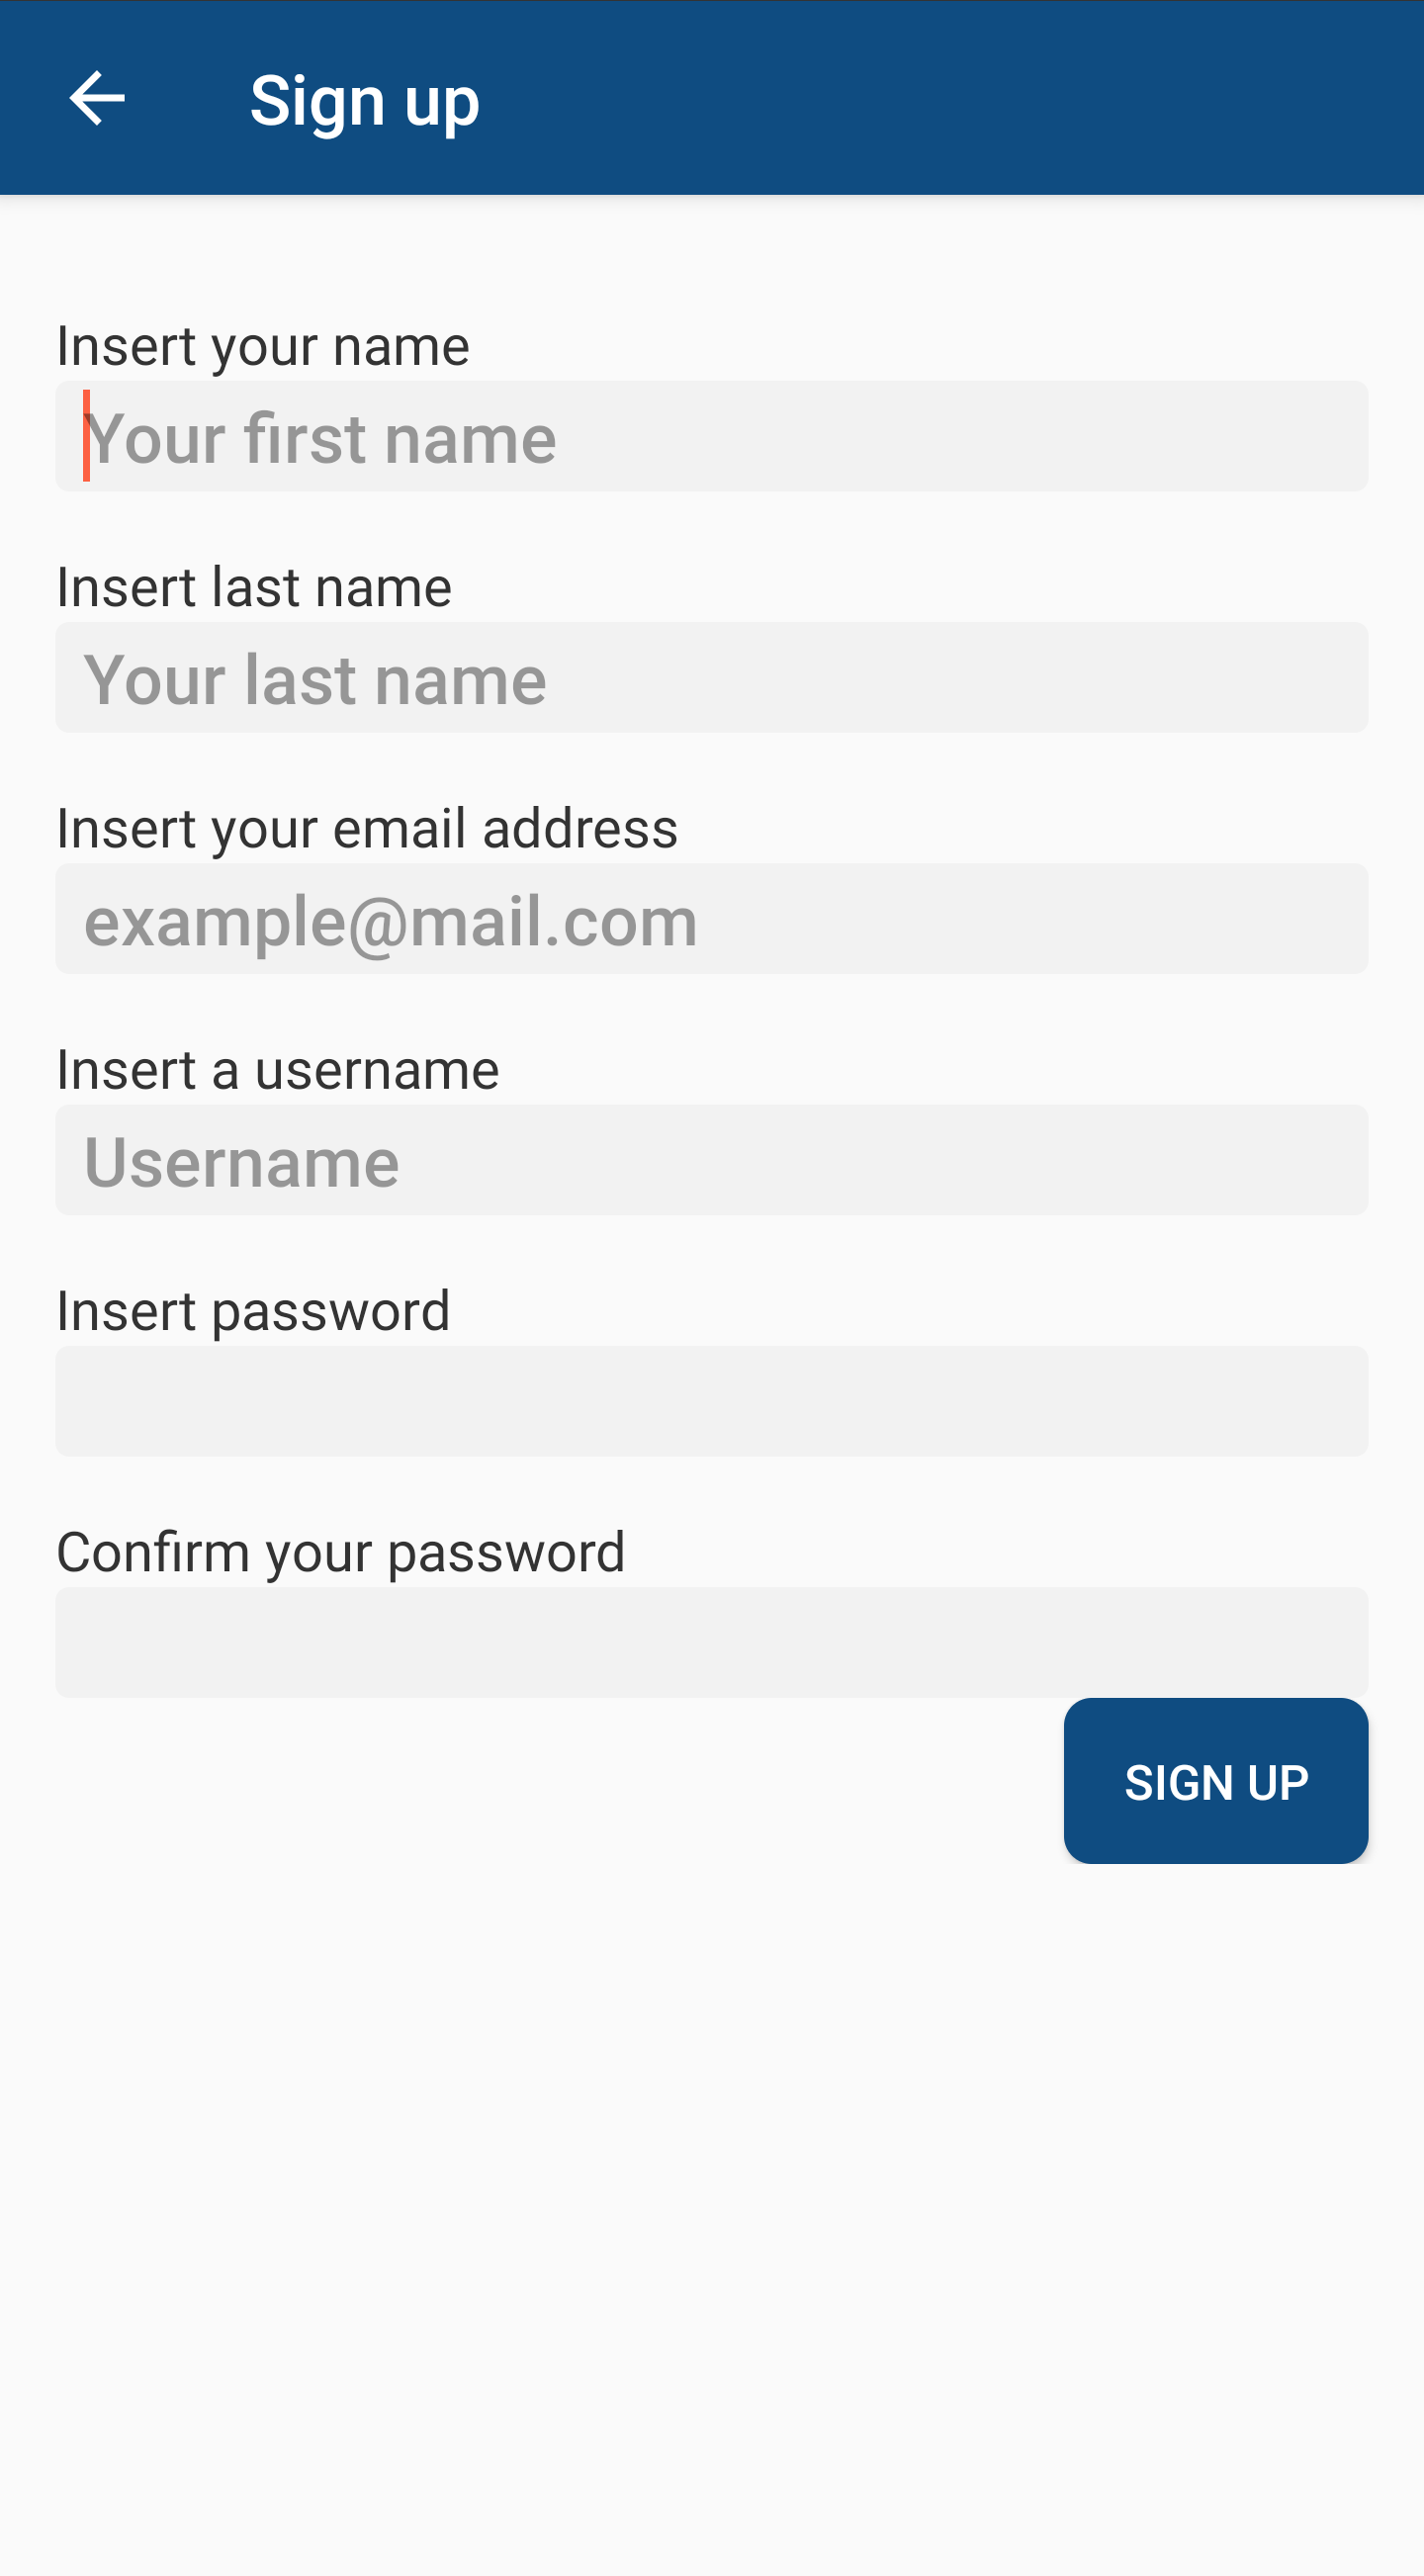 Sign up
Insert your name
Your first name
Insert last name
Your last name
Insert your email address
example@mail.com
Insert a username
Username
Insert password
Confirm your password
SIGN UP